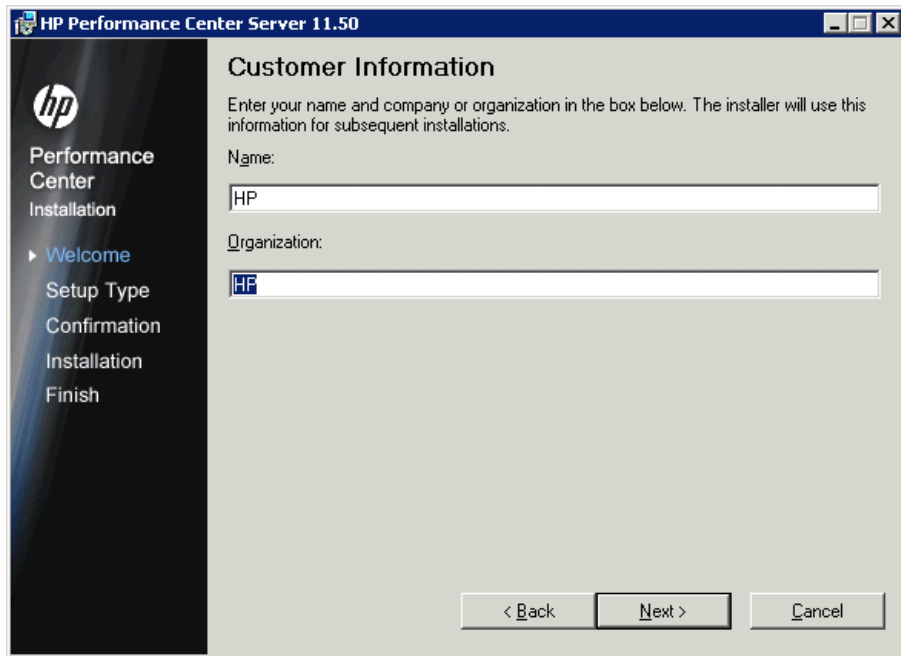 HP Performance Center Server 11.50
hp
Performance
Center
Installation
Welcome
Setup Type
Confirmation
Installation
Finish
Customer Information
Enter your name and company or organization in the box below. The installer will use this
information for subsequent installations.
Name:
HP
Organization:
HP
< Back
Next >
Cancel